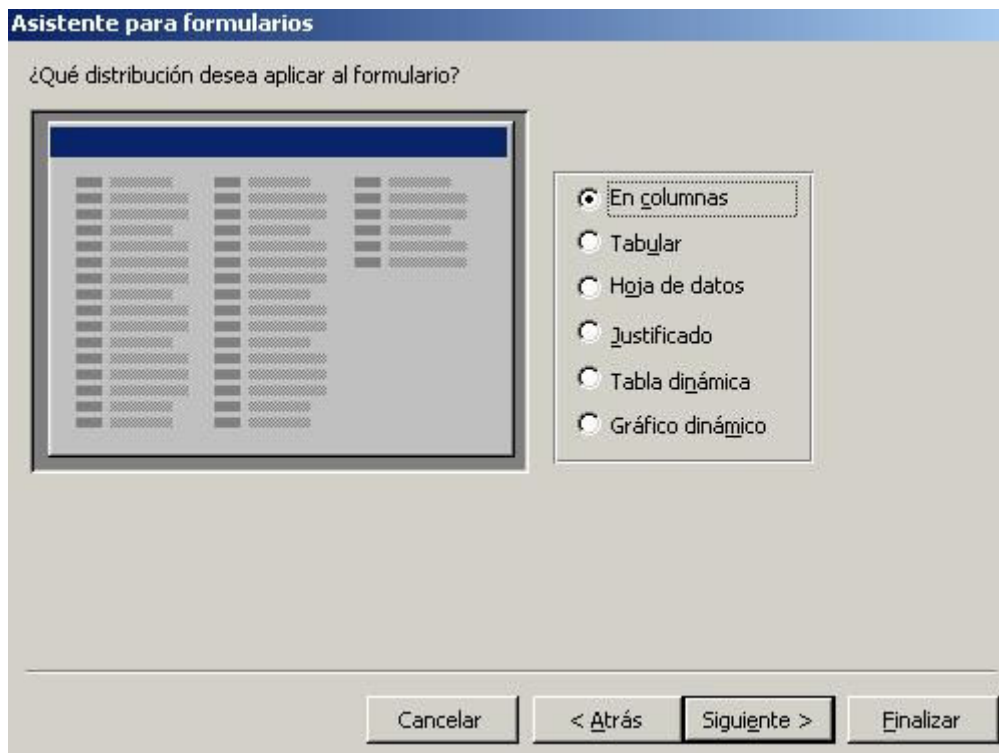 Asistente para formularios
¿Qué distribución desea aplicar al formulario?
En columnas
Tabular
Hoja de datos
Justificado
Tabla dinámica
Gráfico dinámico
Cancelar
< Atrás
Siguiente >
Finalizar